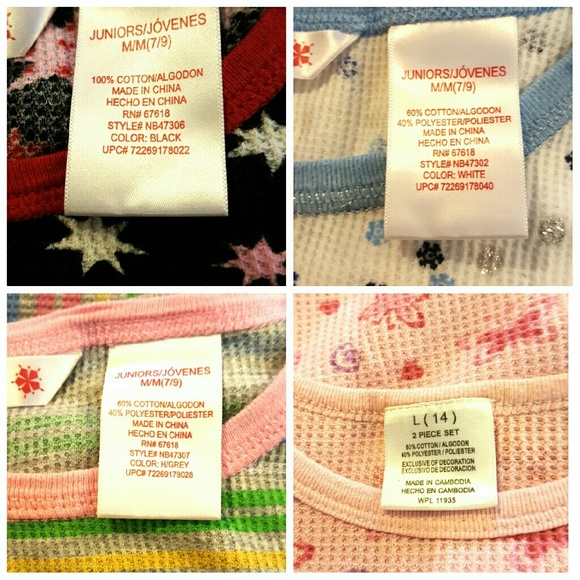 JUNIORS/JÓVENES
M/M(7/9)
100% COTTON/ALGODON
MADE IN CHINA
HECHO EN CHINA
RN# 67618
STYLE# NB47306
COLOR: BLACK
UPC# 72269178022
JUNIORS/JÓVENES
M/M(7/9)
60% COTTON/ALGODON
40% POLYESTER/POLIESTER
MADE IN CHINA
HECHO EN CHINA
RN# 67618
STYLE# NB47302
COLOR: WHITE
UPC# 72269178040
JUNIORS/JÓVENES
M/M(7/9)
60% COTTON/ALGODON
40% POLYESTER/POLIESTER
MADE IN CHINA
HECHO EN CHINA
RN# 67618
STYLE# NB47307
COLOR: H/GREY
UPC# 72269178028
L ( 14 )
2 PIECE SET
60% COTTON / ALGODON
40% POLYESTER / POLIESTER
EXCLUSIVE OF DECORATION
EXCLUSIVO DE DECORACION
MADE IN CAMBODIA
HECHO EN CAMBODIA
WPL 11935